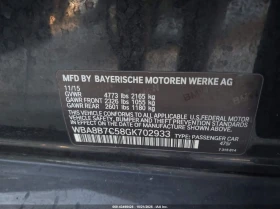 MFD BY BAYERISCHE MOTOREN WERKE AG
11/15
GVWR 4773 lbs 2165 kg
GAWR FRONT 2326 lbs 1055 kg
GAWR REAR 2601 lbs 1180 kg
THIS VEHICLE CONFORMS TO ALL APPLICABLE
U.S. FEDERAL MOTOR VEHICLE SAFETY,
BUMPER, AND THEFT PREVENTION STANDARDS
IN EFFECT ON THE DATE OF MANUFACTURE
SHOWN ABOVE.
WBA8B7C58GK702933
TYPE: PASSENGER CAR
475/